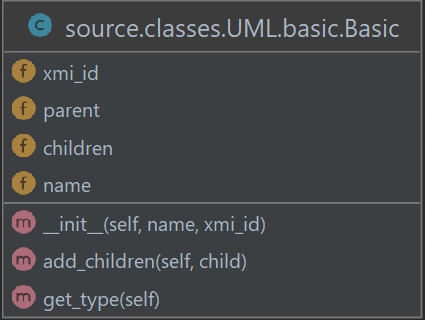 C source.classes.UML.basic.Basic
f xmi_id
f parent
f children
f name
m __init__(self, name, xmi_id)
m add_children(self, child)
m get_type(self)